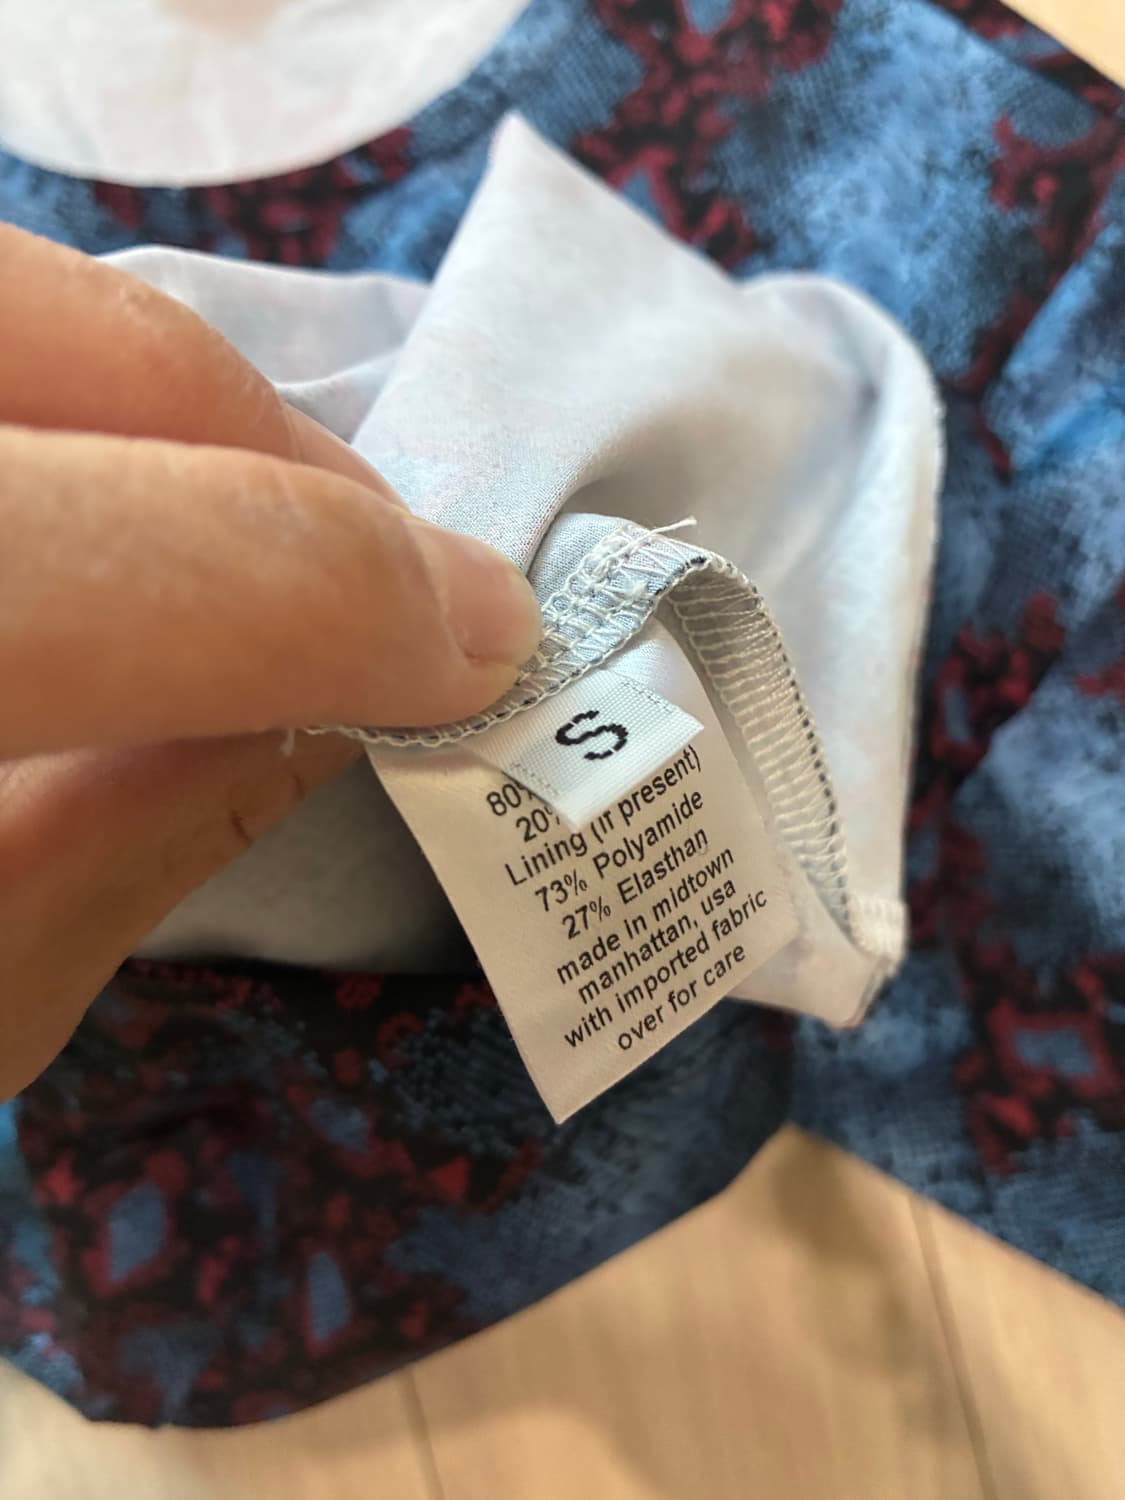 S
80%
20%
Lining (if present)
73% Polyamide
27% Elasthan
made in midtown
manhattan, usa
with imported fabric
over for care